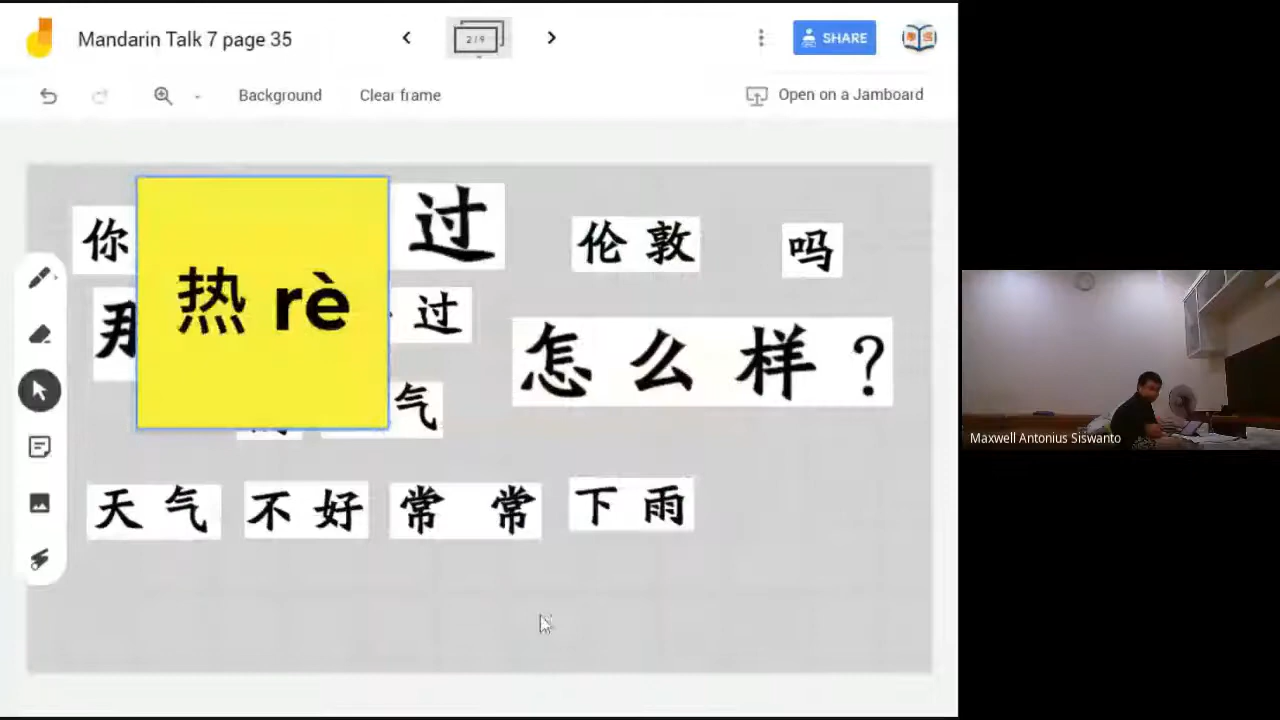 Mandarin Talk 7 page 35
2/9
SHARE
Background
Clear frame
Open on a Jamboard
你 过 伦敦 吗
热 rè
过
怎么样？
气
天气 不好 常常 下雨
Maxwell Antonius Siswanto